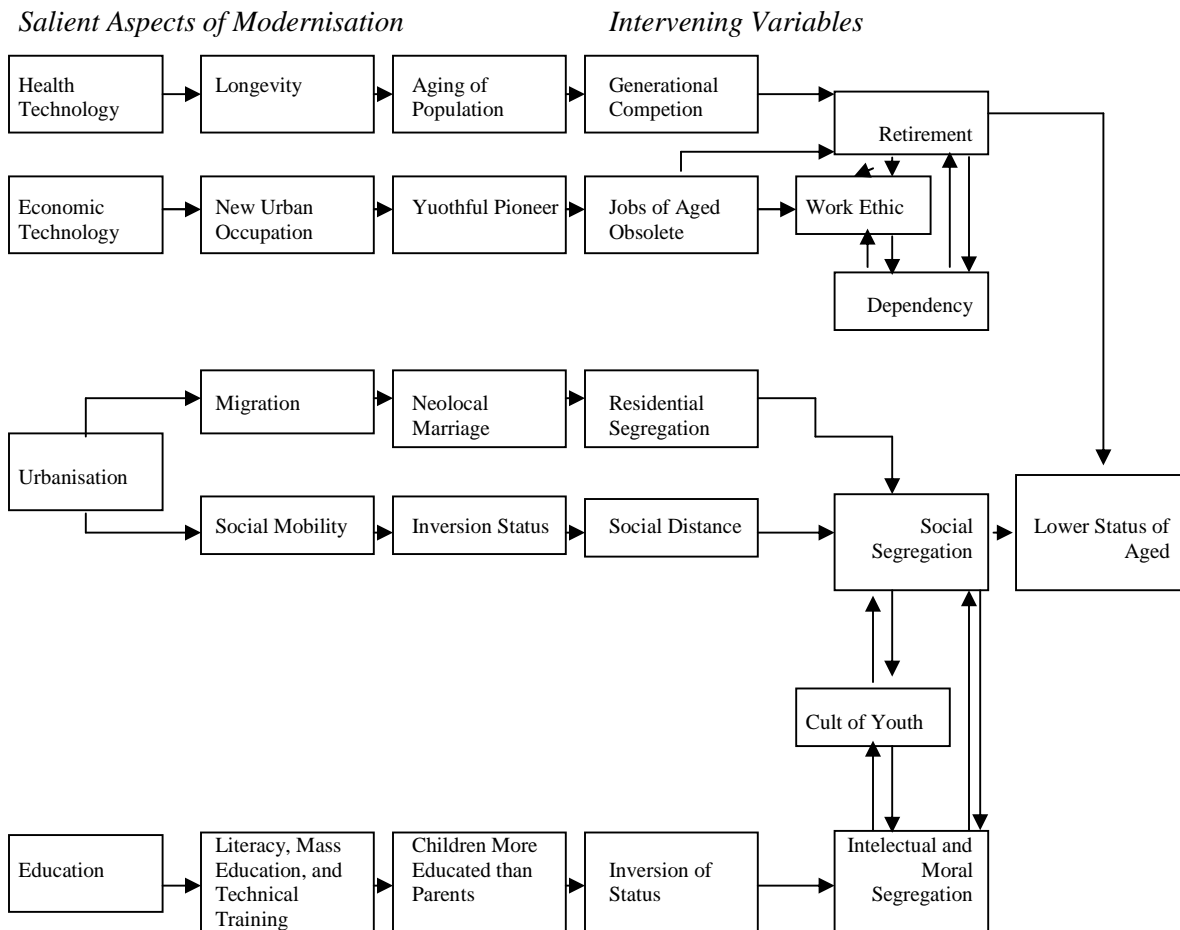 Salient Aspects of Modernisation
Intervening Variables
Health
Technology
Longevity
Aging of
Population
Generational
Competion
Retirement
Economic
Technology
New Urban
Occupation
Yuothful Pioneer
Jobs of Aged
Obsolete
Work Ethic
Dependency
Urbanisation
Migration
Neolocal
Marriage
Residential
Segregation
Social Mobility
Inversion Status
Social Distance
Social
Segregation
Lower Status of
Aged
Cult of Youth
Education
Literacy, Mass
Education, and
Technical
Training
Children More
Educated than
Parents
Inversion of
Status
Intelectual and
Moral
Segregation